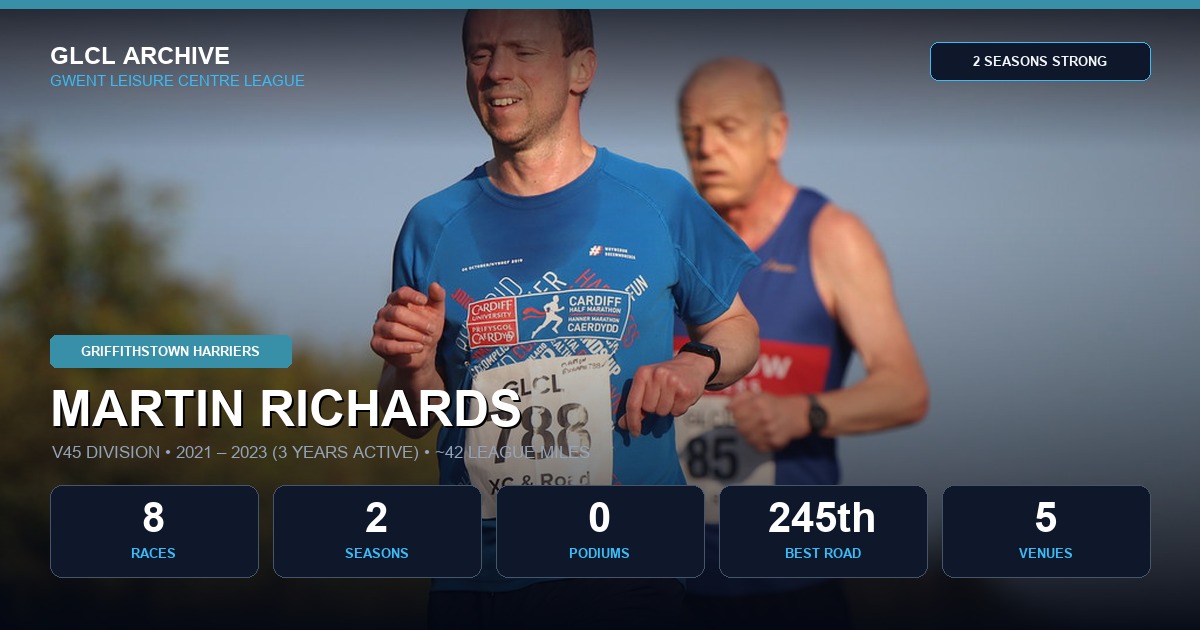 GLCL ARCHIVE
GWENT LEISURE CENTRE LEAGUE
2 SEASONS STRONG
CARDIFF
UNIVERSITY
PRIFYSGOL
CAERDYDD
CARDIFF
HALF MARATHON
HANNER MARATHON
CAERDYDD
GRIFFITHSTOWN HARRIERS
GLCL
788
XC & Road
85
MARTIN RICHARDS
V45 DIVISION • 2021 – 2023 (3 YEARS ACTIVE) • ~42 LEAGUE MILES
8
RACES
2
SEASONS
0
PODIUMS
245th
BEST ROAD
5
VENUES